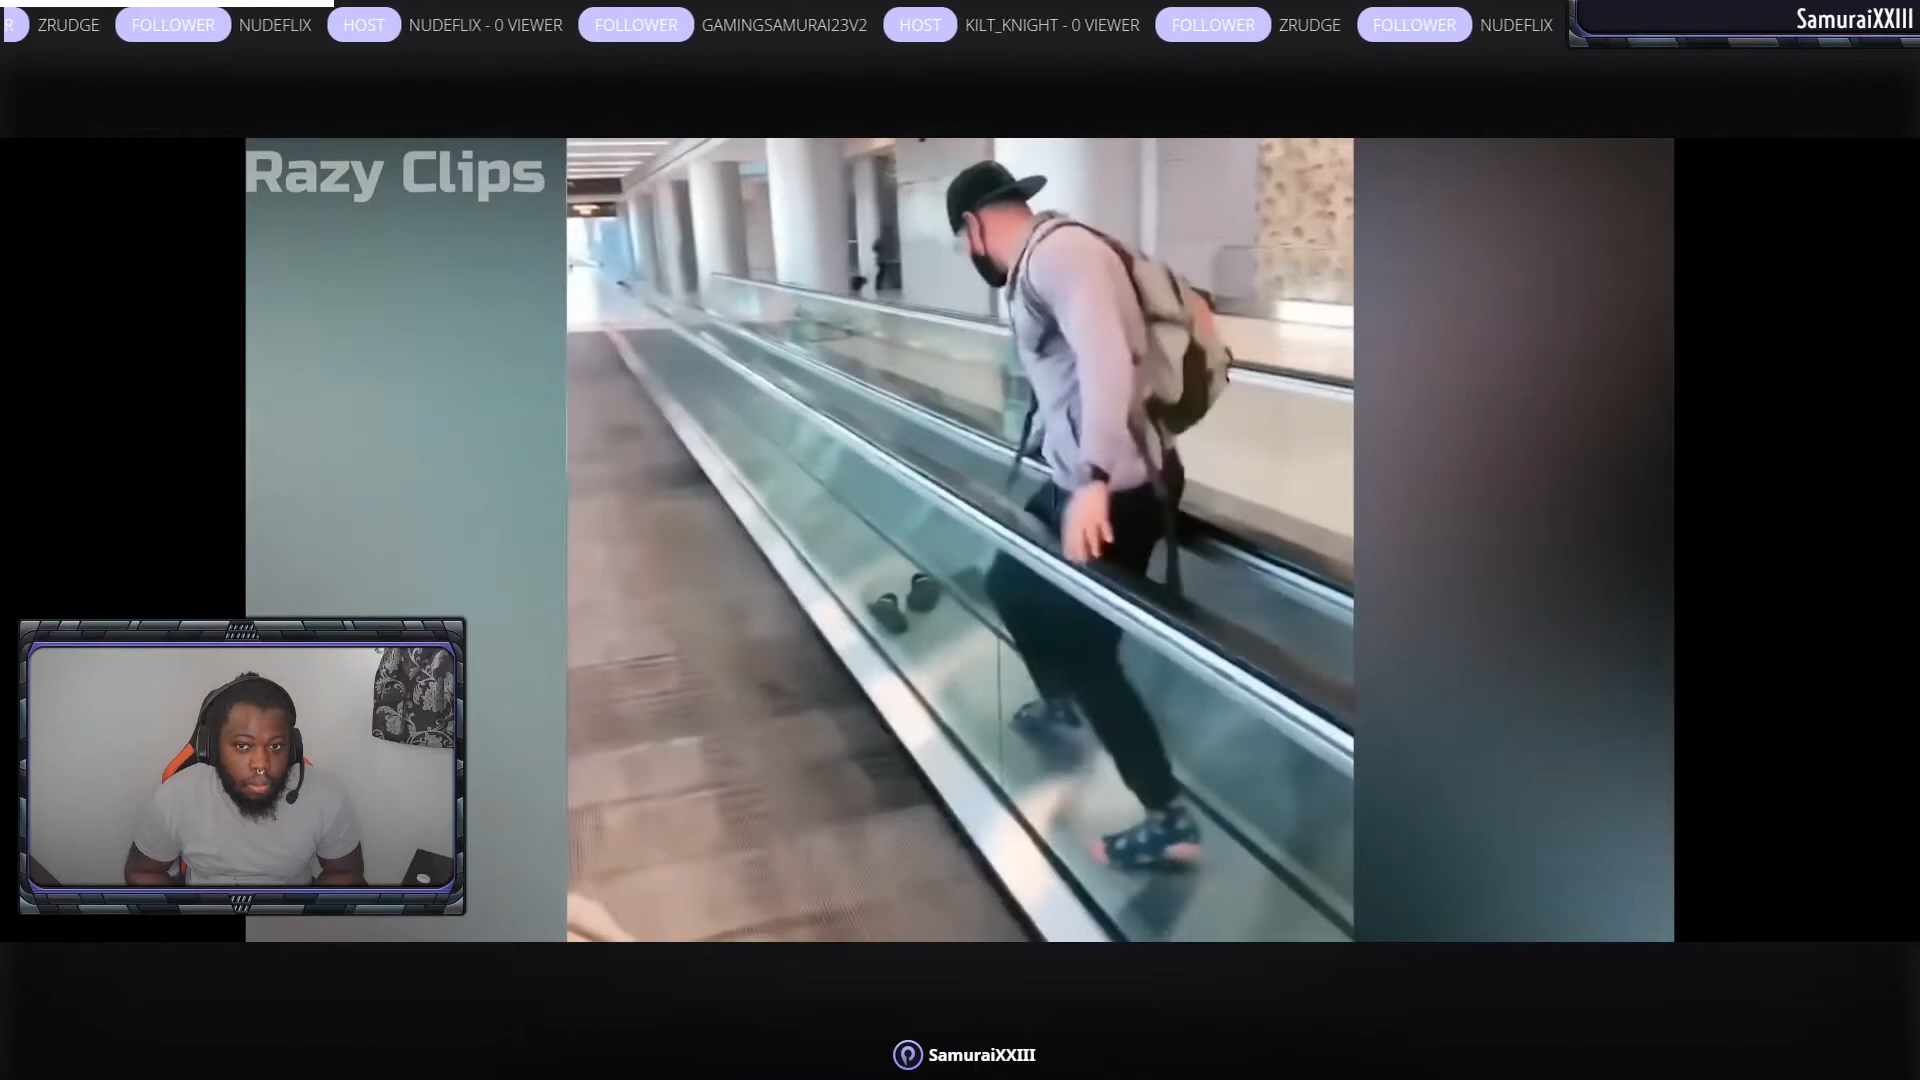 R ZRUDGE FOLLOWER NUDEFLIX HOST NUDEFLIX - 0 VIEWER FOLLOWER GAMINGSAMURAI23V2 HOST KILT_KNIGHT - 0 VIEWER FOLLOWER ZRUDGE FOLLOWER NUDEFLIX
SamuraiXXIII
Razy Clips
SamuraiXXIII